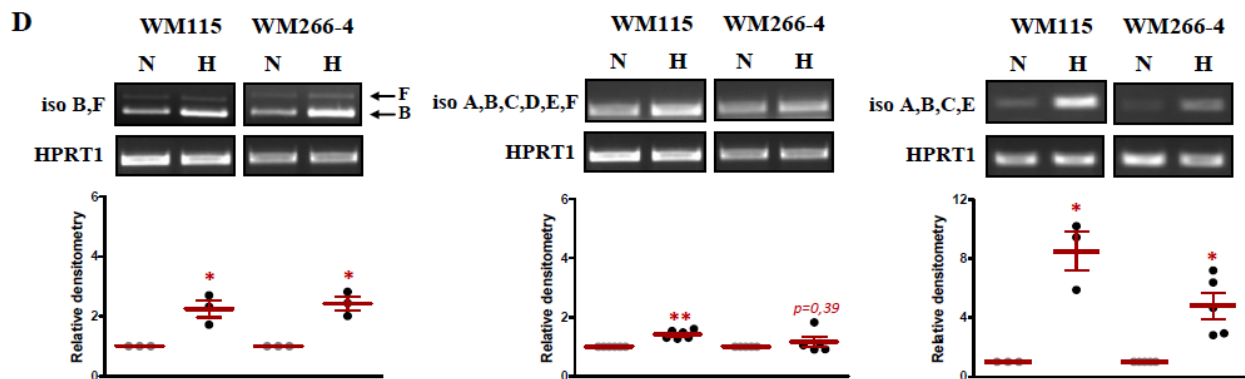 D
WM115 WM266-4
N H N H
iso B,F
F
B
HPRT1
Relative densitometry
6
4
2
0
*
*
WM115 WM266-4
N H N H
iso A,B,C,D,E,F
HPRT1
Relative densitometry
6
4
2
0
**
p=0,39
WM115 WM266-4
N H N H
iso A,B,C,E
HPRT1
Relative densitometry
12
8
4
0
*
*